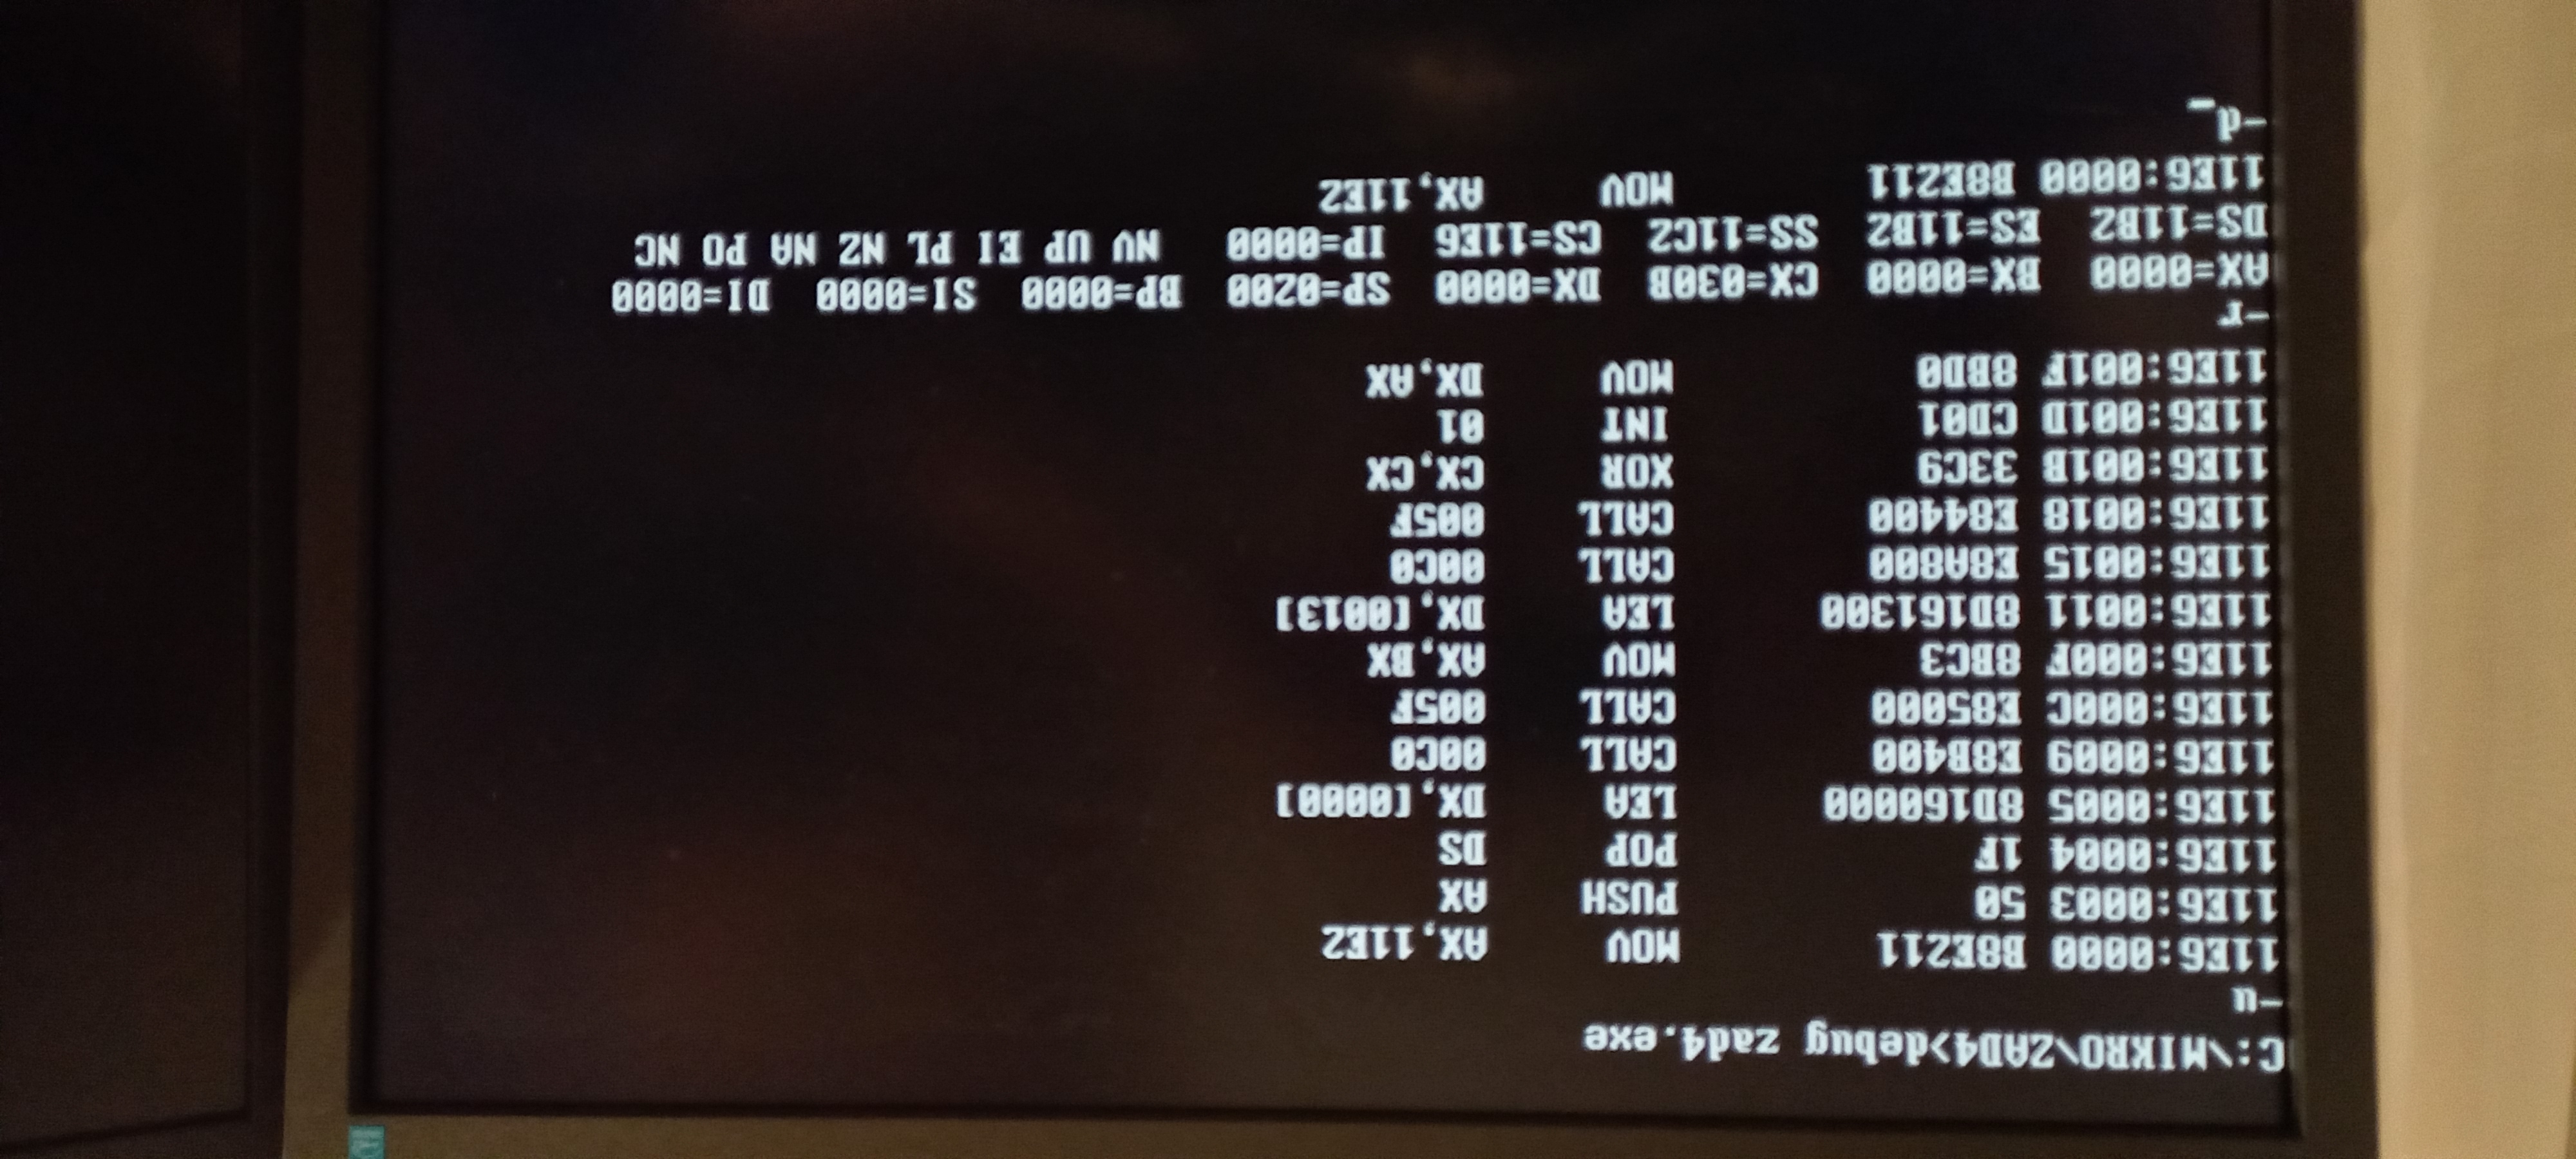 C:\MIKRO\ZAD4>debug zad4.exe
-u
11E6:0000 B8E211 MOV AX,11E2
11E6:0003 50 PUSH AX
11E6:0004 1F POP DS
11E6:0005 8D160000 LEA DX,[0000]
11E6:0009 E8B400 CALL 00C0
11E6:000C E85000 CALL 005F
11E6:000F 8BC3 MOV AX,BX
11E6:0011 8D161300 LEA DX,[0013]
11E6:0015 E8A800 CALL 00C0
11E6:0018 E84400 CALL 005F
11E6:001B 33C9 XOR CX,CX
11E6:001D CD01 INT 01
11E6:001F 8BD0 MOV DX,AX
-r
AX=0000 BX=0000 CX=030B DX=0000 SP=0200 BP=0000 SI=0000 DI=0000
DS=11B2 ES=11B2 SS=11C2 CS=11E6 IP=0000 NV UP EI PL NZ NA PO NC
11E6:0000 B8E211 MOV AX,11E2
-d_